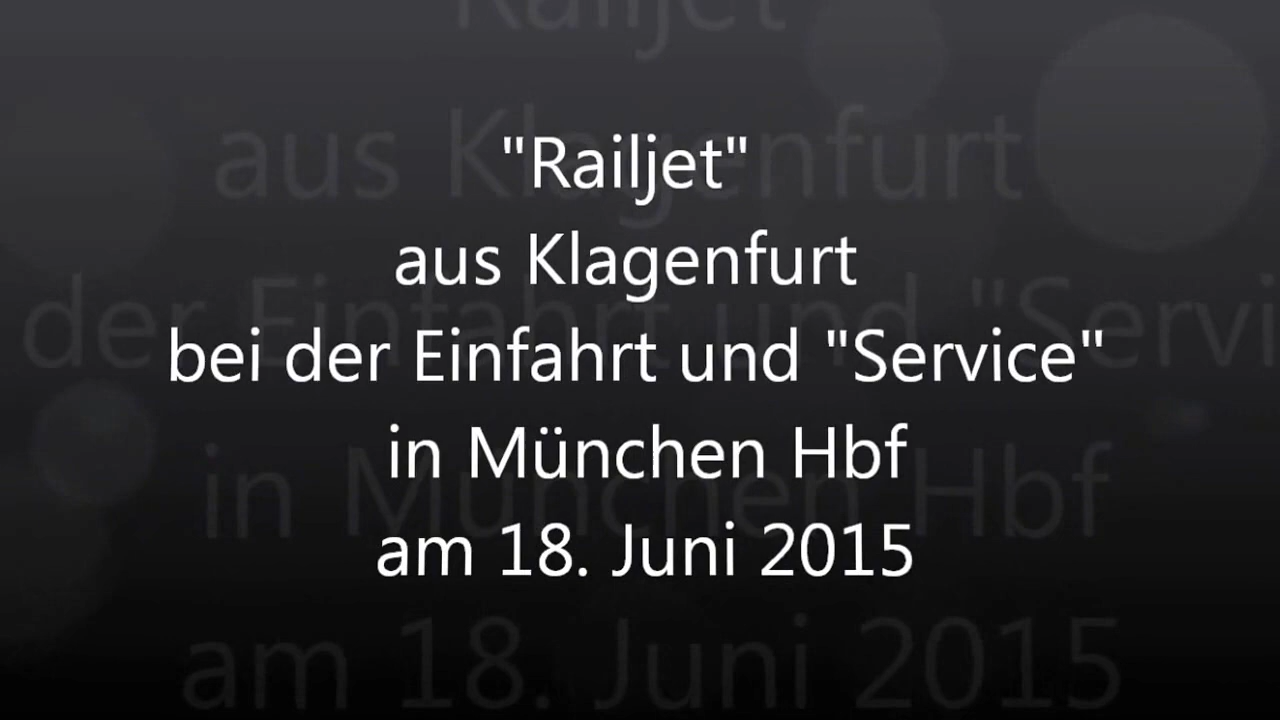 "Railjet"
aus Klagenfurt
bei der Einfahrt und "Service"
in München Hbf
am 18. Juni 2015